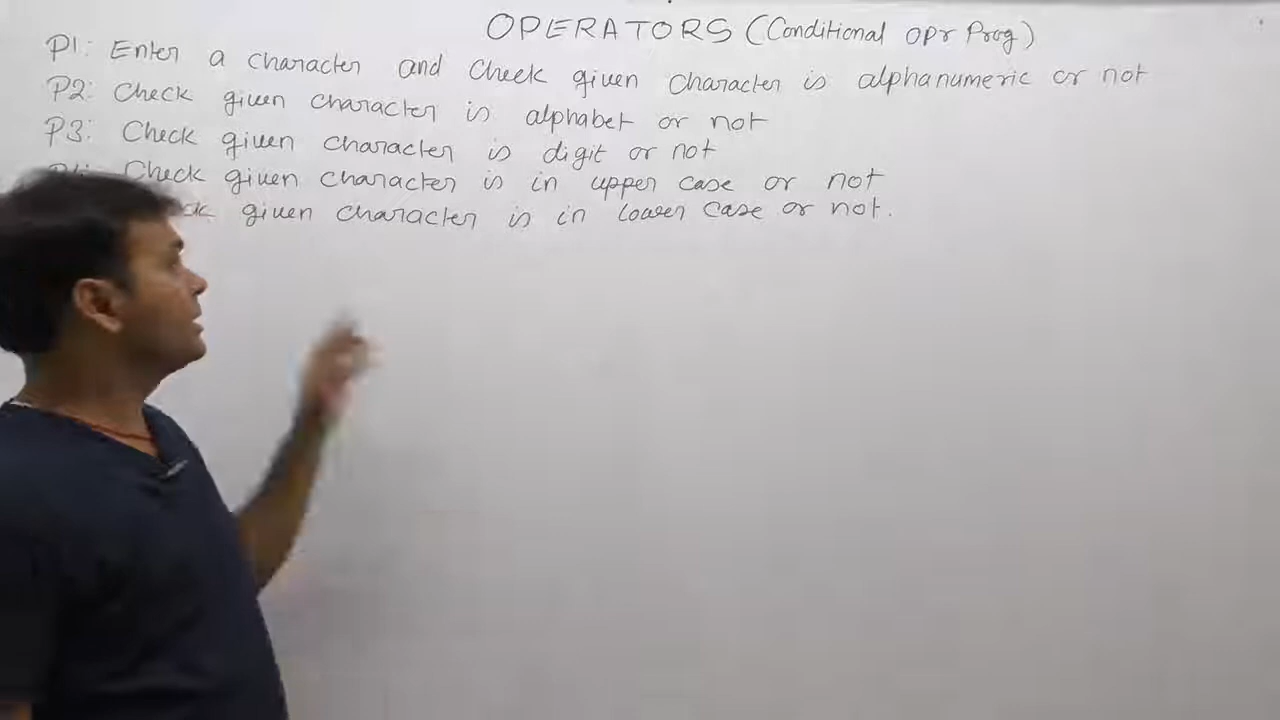 OPERATORS (Conditional opr Prog)
P1: Enter a character and check given character is alphanumeric or not
P2: Check given character is alphabet or not
P3: Check given character is digit or not
Check given character is in upper case or not
given character is in lower case or not.